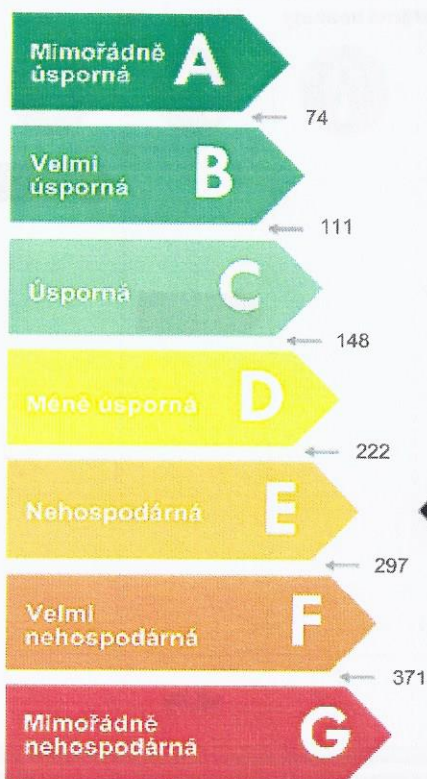 Mimořádně
úsporná
A
74
Velmi
úsporná
B
111
Úsporná
C
148
Méně úsporná
D
222
Nehospodárná
E
297
Velmi
nehospodárná
F
371
Mimořádně
nehospodárná
G